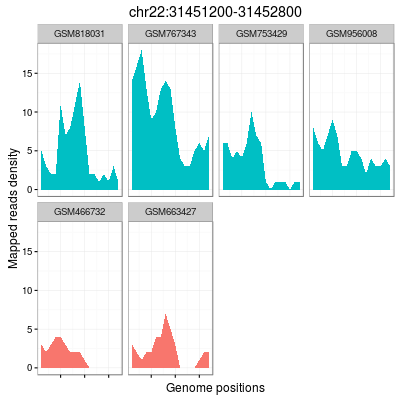 chr22:31451200-31452800
GSM818031 GSM767343 GSM753429 GSM956008
15
10
5
0
Mapped reads density
GSM466732 GSM663427
15
10
5
0
Genome positions